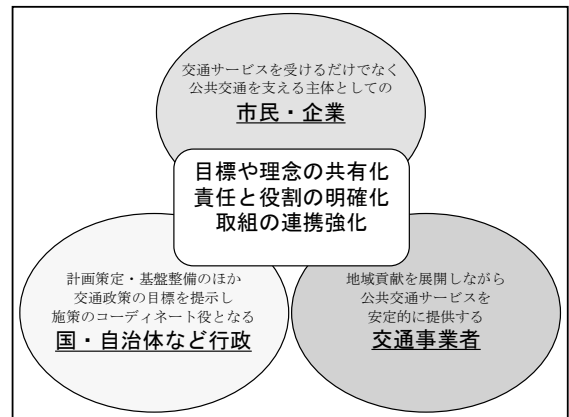 交通サービスを受けるだけでなく
公共交通を支える主体としての
市民・企業
目標や理念の共有化
責任と役割の明確化
取組の連携強化
計画策定・基盤整備のほか
交通政策の目標を提示し
施策のコーディネート役となる
国・自治体など行政
地域貢献を展開しながら
公共交通サービスを
安定的に提供する
交通事業者